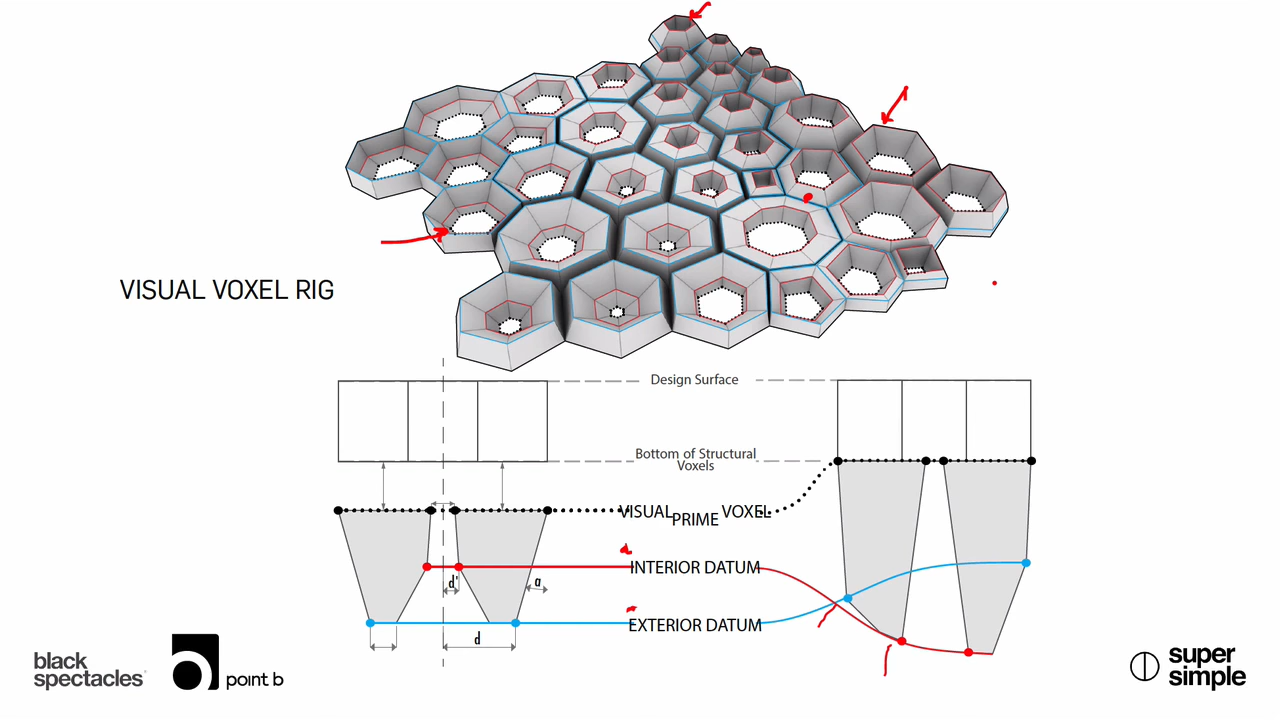 VISUAL VOXEL RIG
Design Surface
Bottom of Structural
Voxels
VISUAL PRIME VOXEL
INTERIOR DATUM
d'
a
EXTERIOR DATUM
d
black
spectacles
point b
super
simple